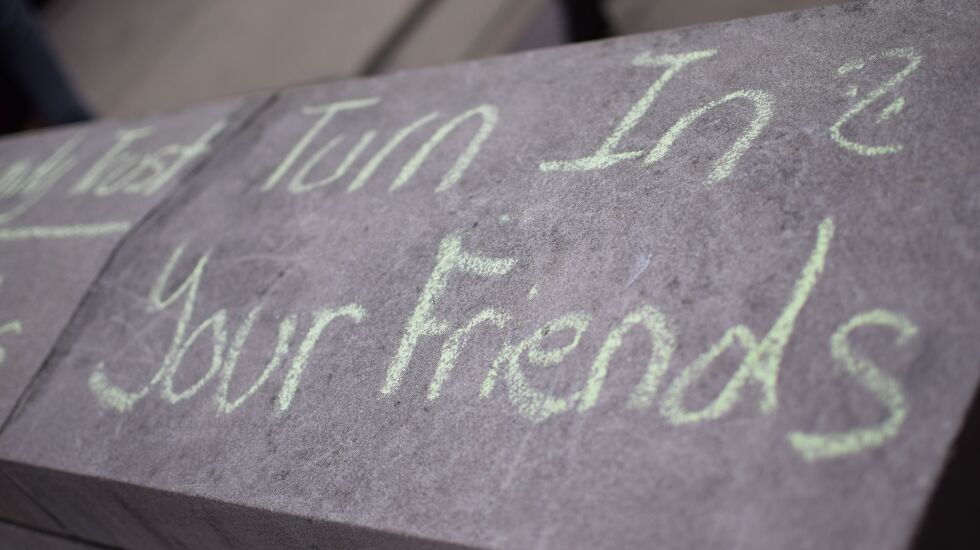 Trust
Turn In
Your Friends